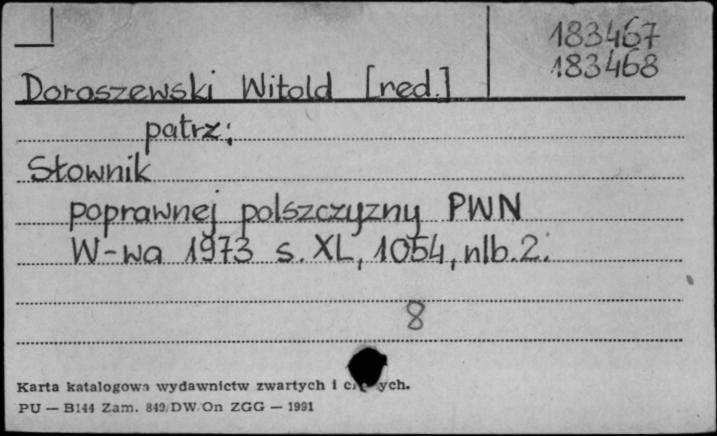 183467
183468
Doroszewski Witold [red.]
patrz:
Słownik
poprawnej polszczyzny PWN
W-wa 1973 s. XL, 1054, nlb.2.
8
Karta katalogowa wydawnictw zwartych i
PU — B144 Zam. 849/DW/On ZGG — 1991